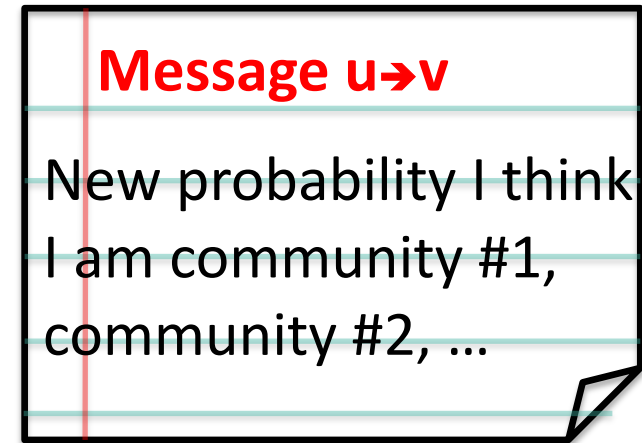 Message u➔v
New probability I think
I am community #1,
community #2, …